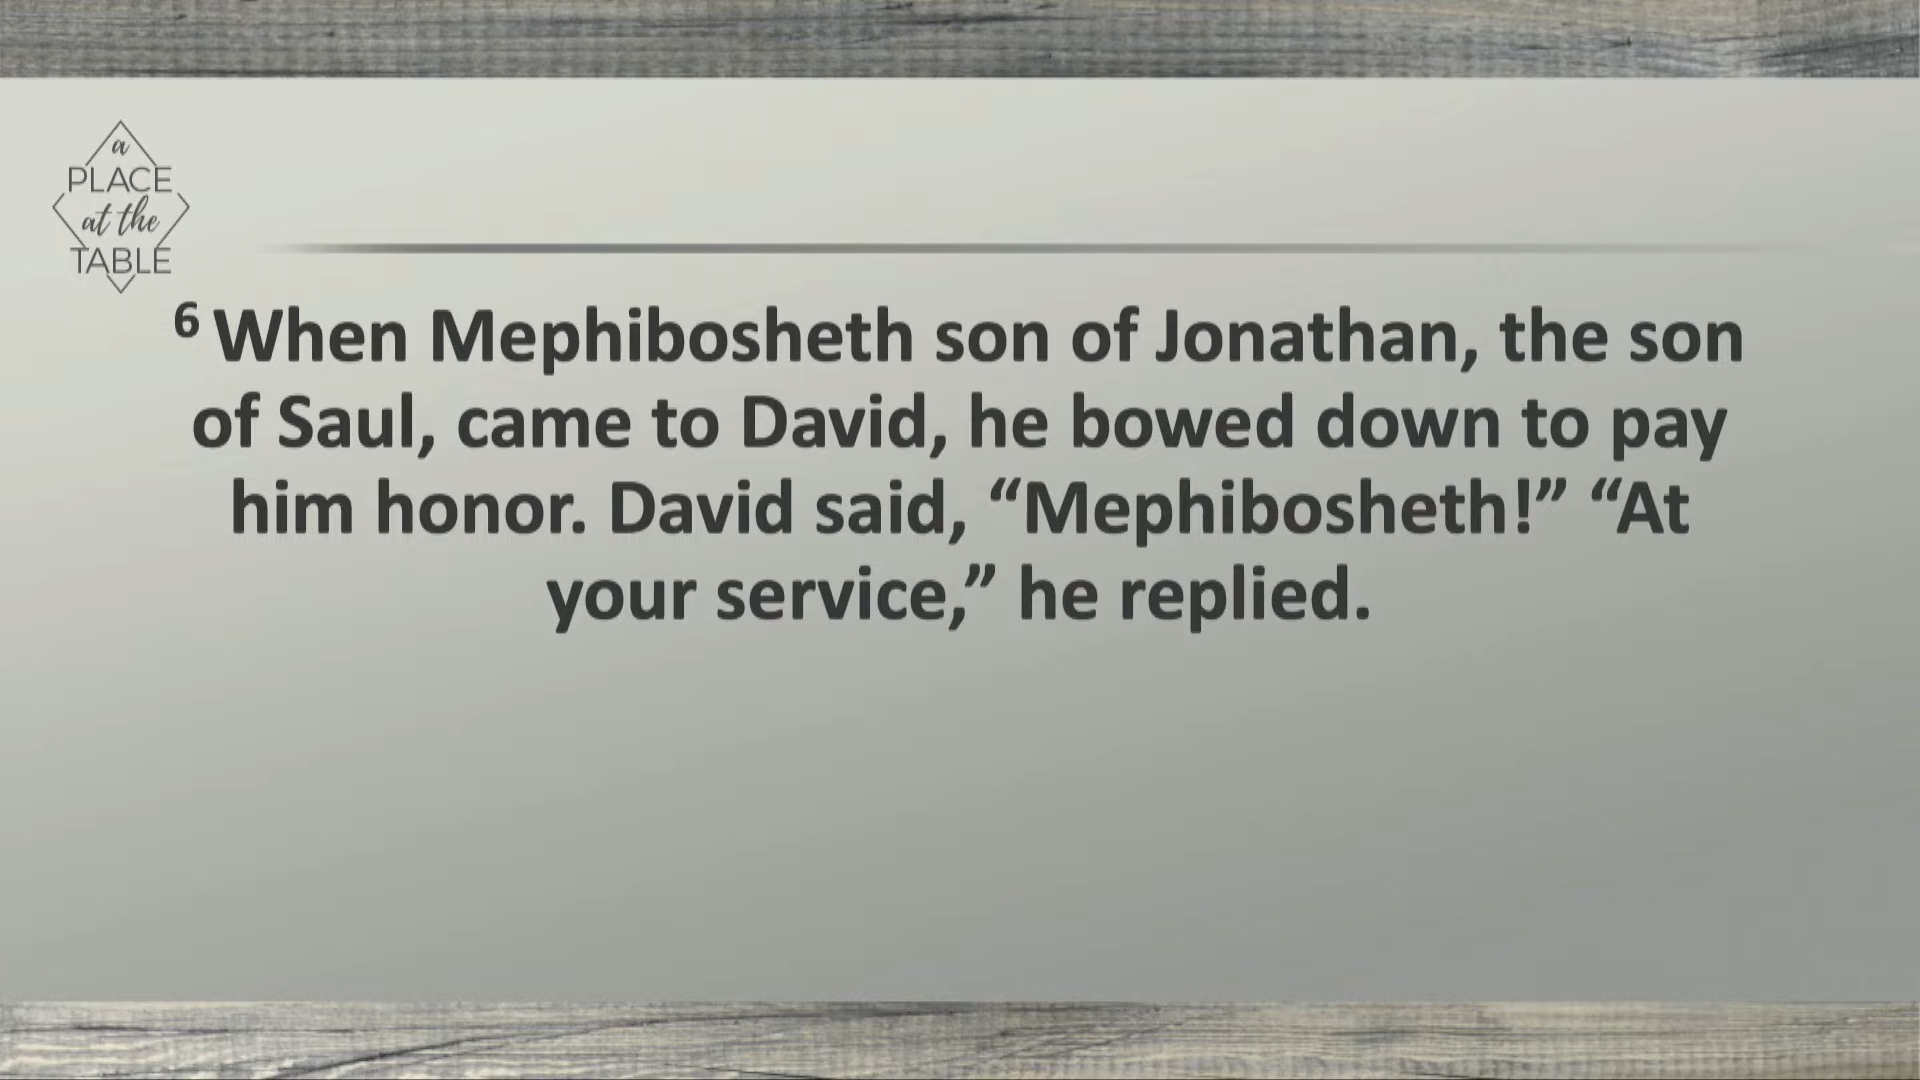 a
PLACE
at the
TABLE
⁶ When Mephibosheth son of Jonathan, the son
of Saul, came to David, he bowed down to pay
him honor. David said, “Mephibosheth!” “At
your service,” he replied.